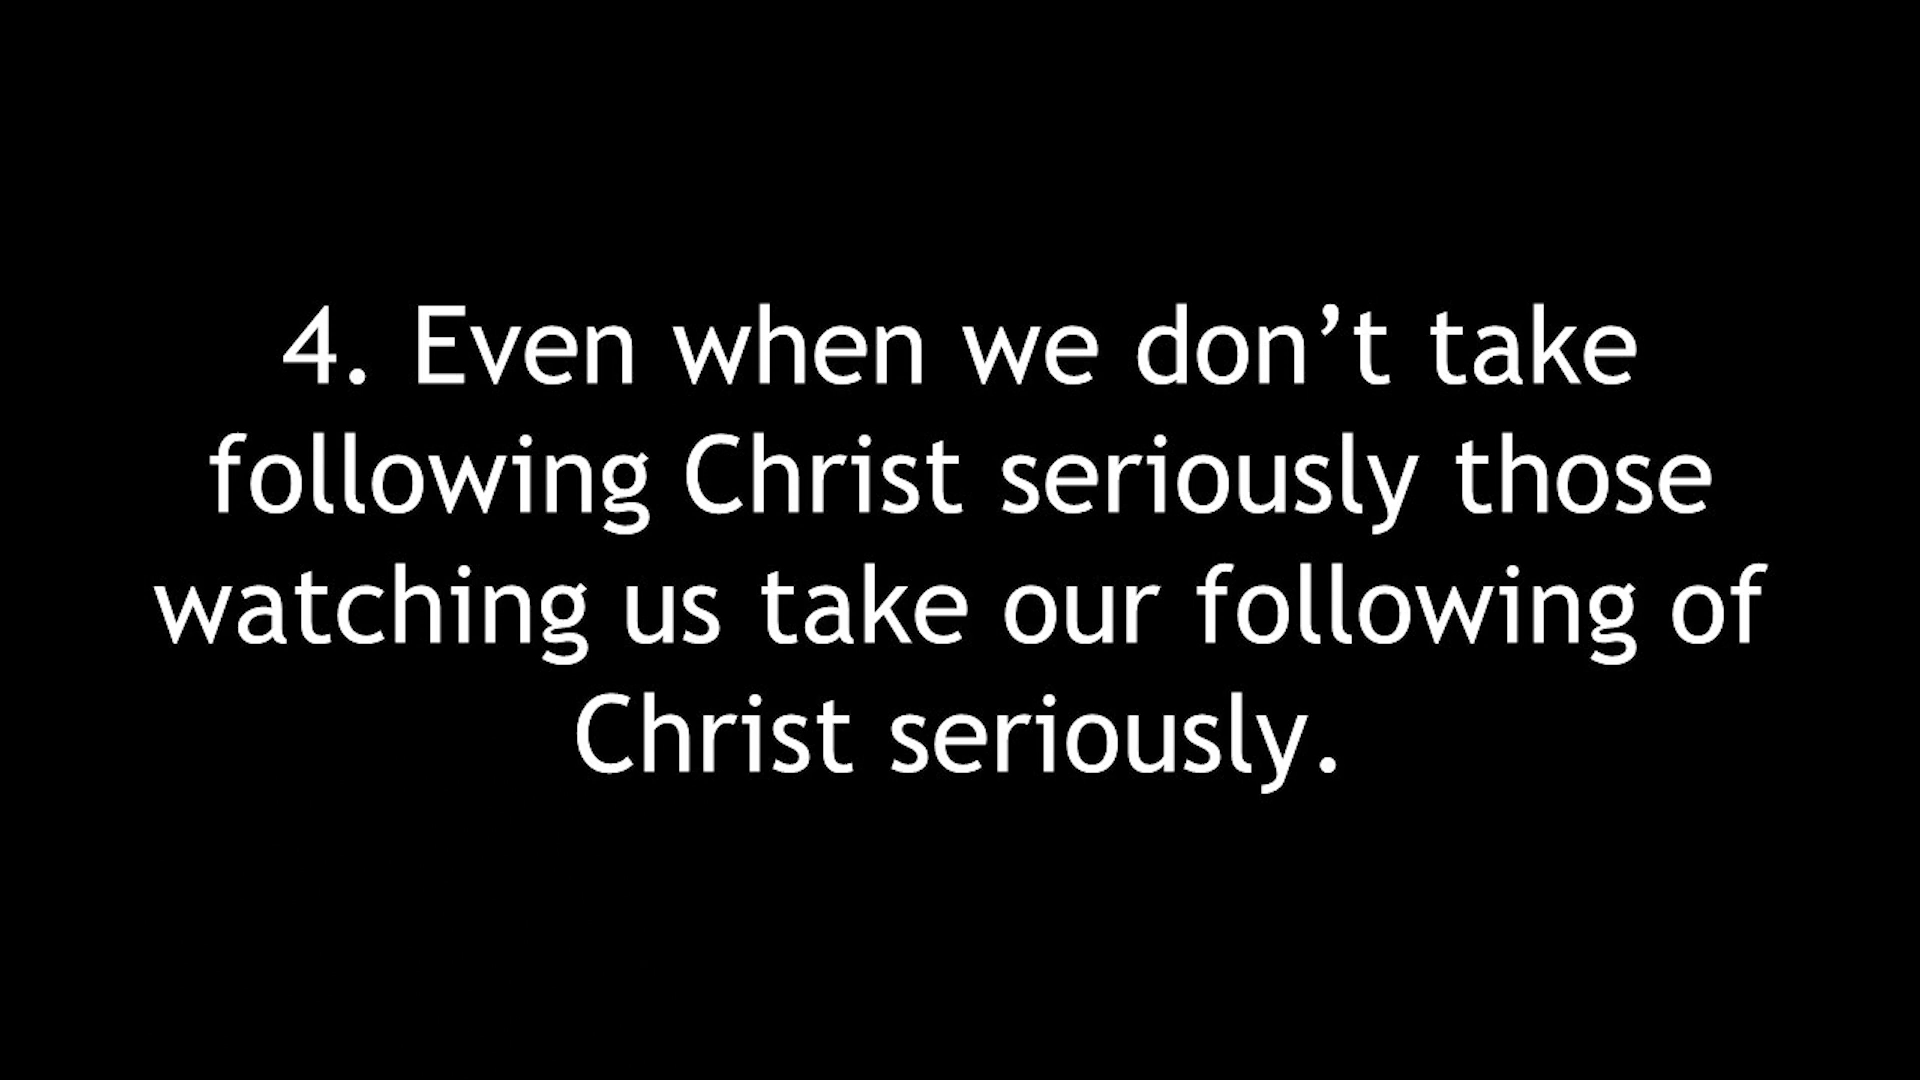 4. Even when we don’t take
following Christ seriously those
watching us take our following of
Christ seriously.